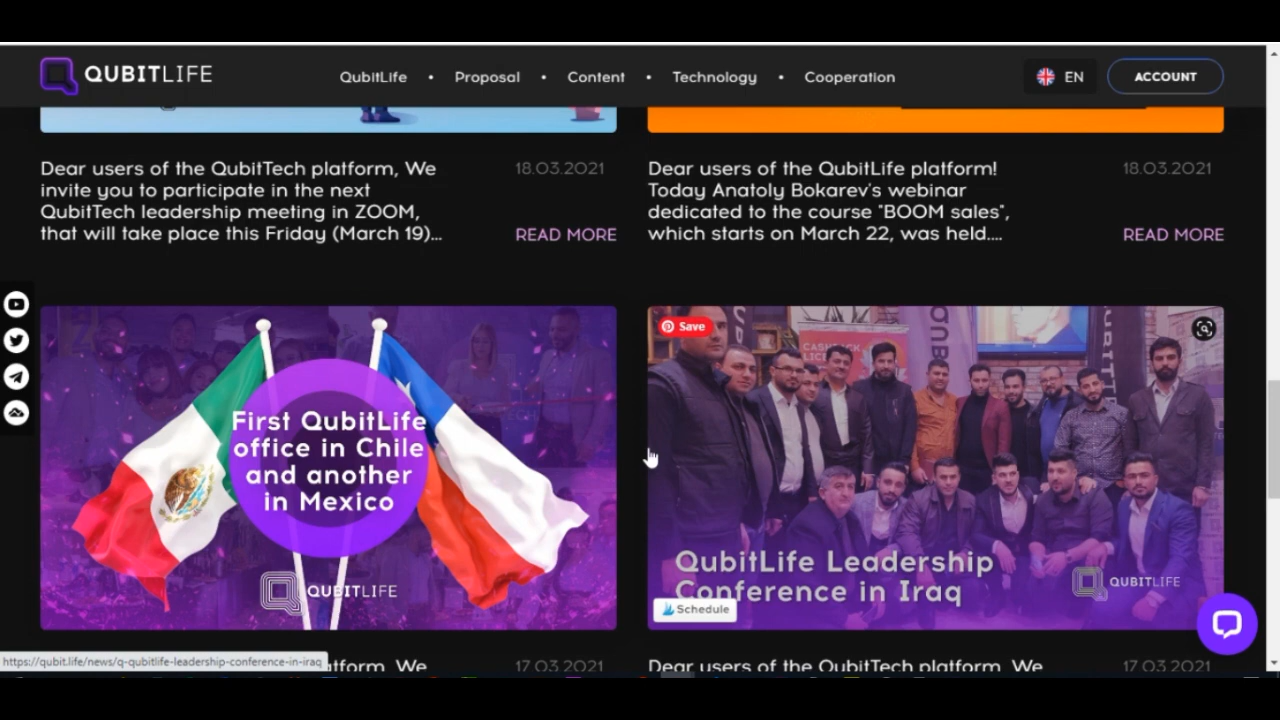 QUBITLIFE
QubitLife • Proposal • Content • Technology • Cooperation
EN
ACCOUNT
Dear users of the QubitTech platform, We
invite you to participate in the next
QubitTech leadership meeting in ZOOM,
that will take place this Friday (March 19)...
18.03.2021
READ MORE
Dear users of the QubitLife platform!
Today Anatoly Bokarev's webinar
dedicated to the course "BOOM sales",
which starts on March 22, was held....
18.03.2021
READ MORE
First QubitLife
office in Chile
and another
in Mexico
QUBITLIFE
Save
QubitLife Leadership
Conference in Iraq
QUBITLIFE
Schedule
https://qubit.life/news/q-qubitlife-leadership-conference-in-iraq
tform, We
17.03.2021
Dear users of the QubitTech platform, We
17.03.2021